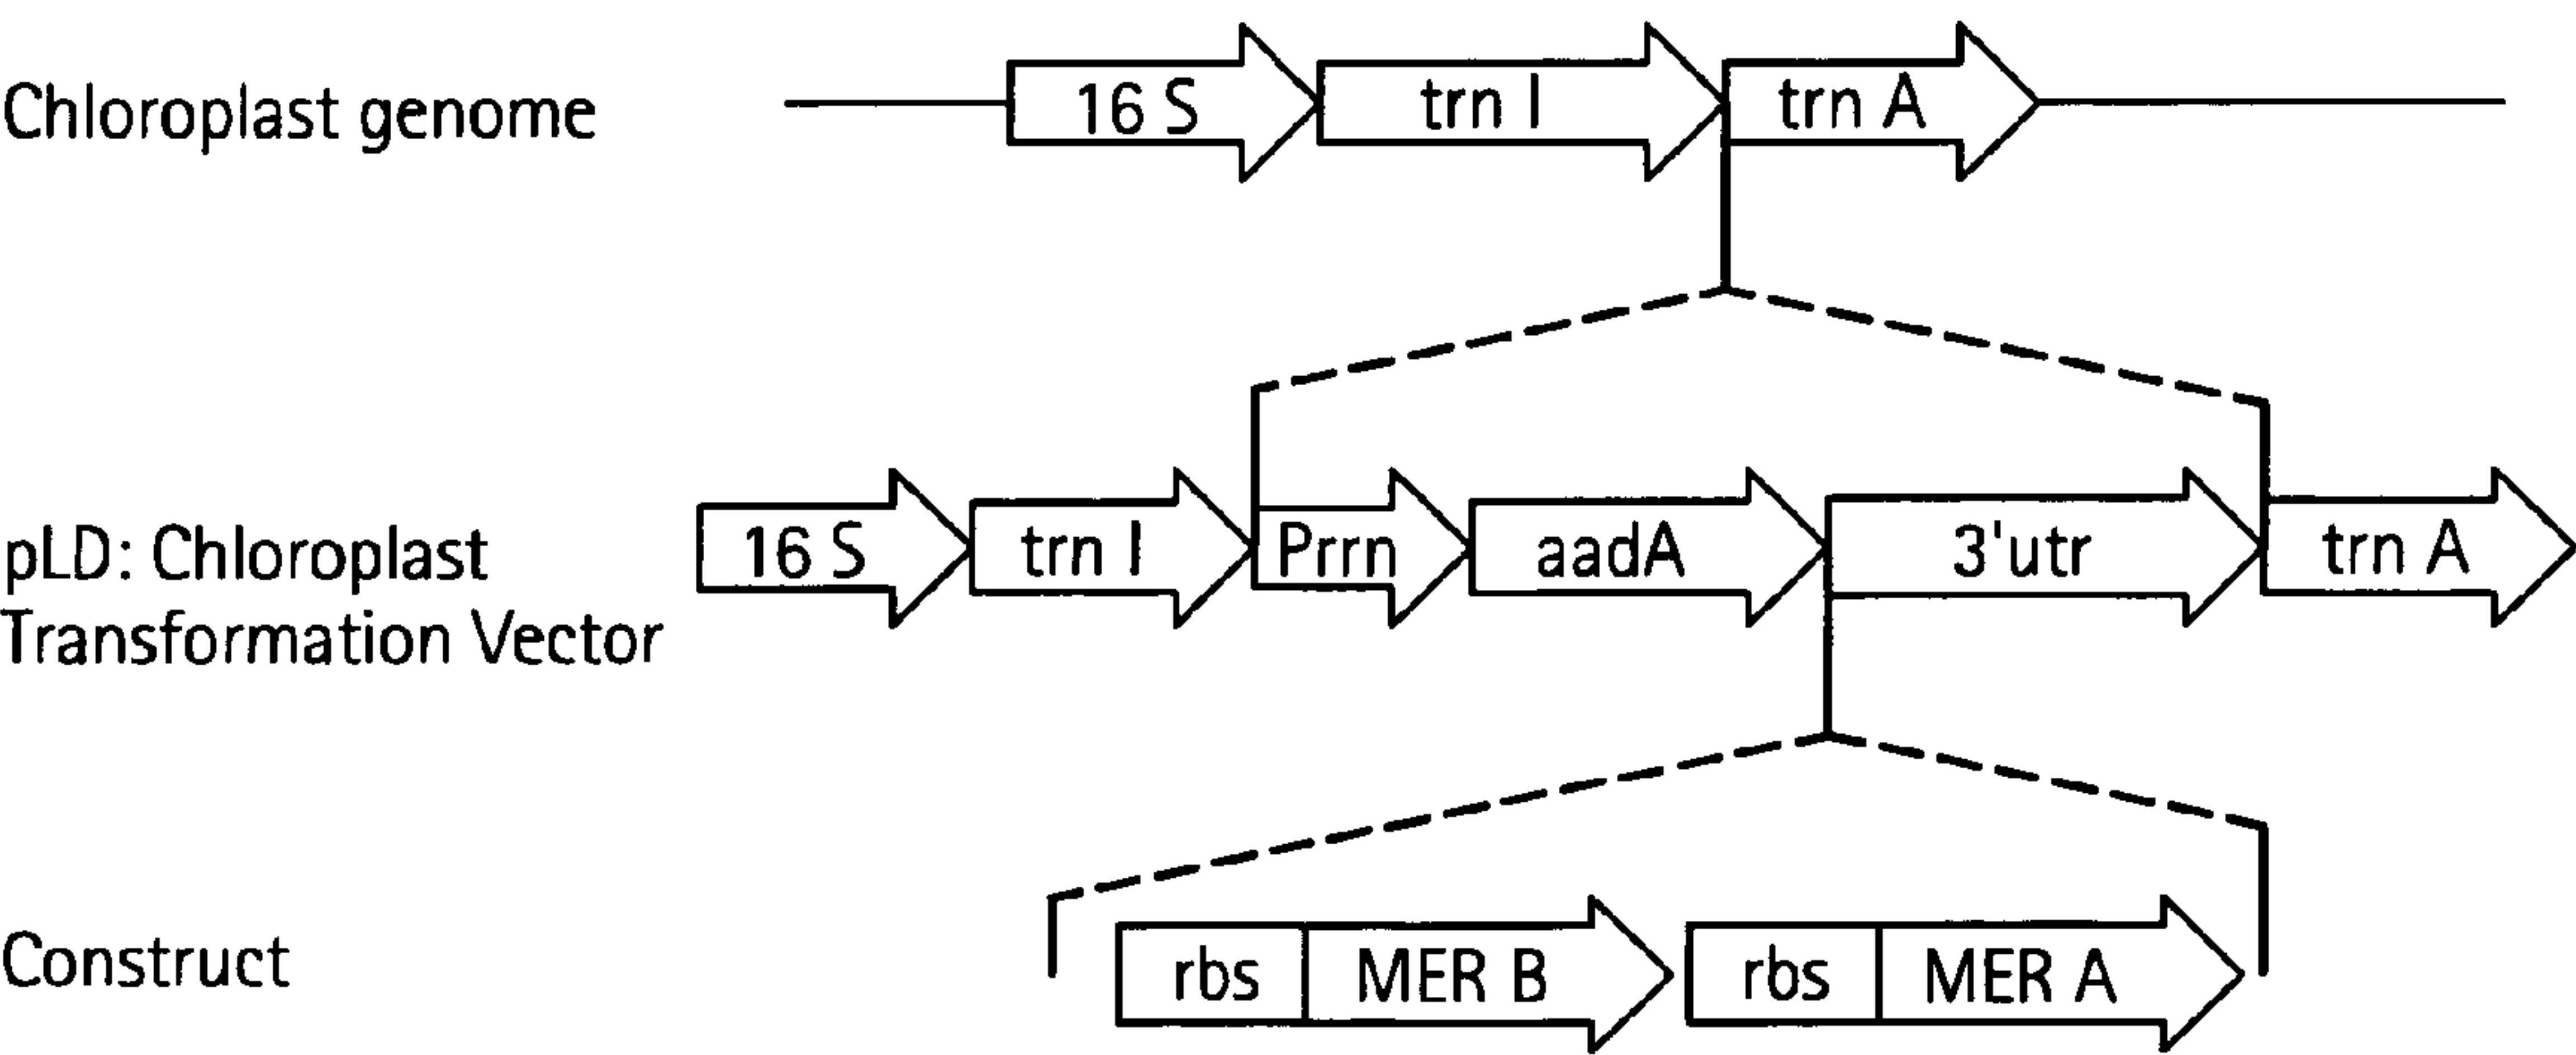 Chloroplast genome 16 S trn I trn A
pLD: Chloroplast 16 S trn I Prrn aadA 3'utr trn A
Transformation Vector
Construct rbs MER B rbs MER A